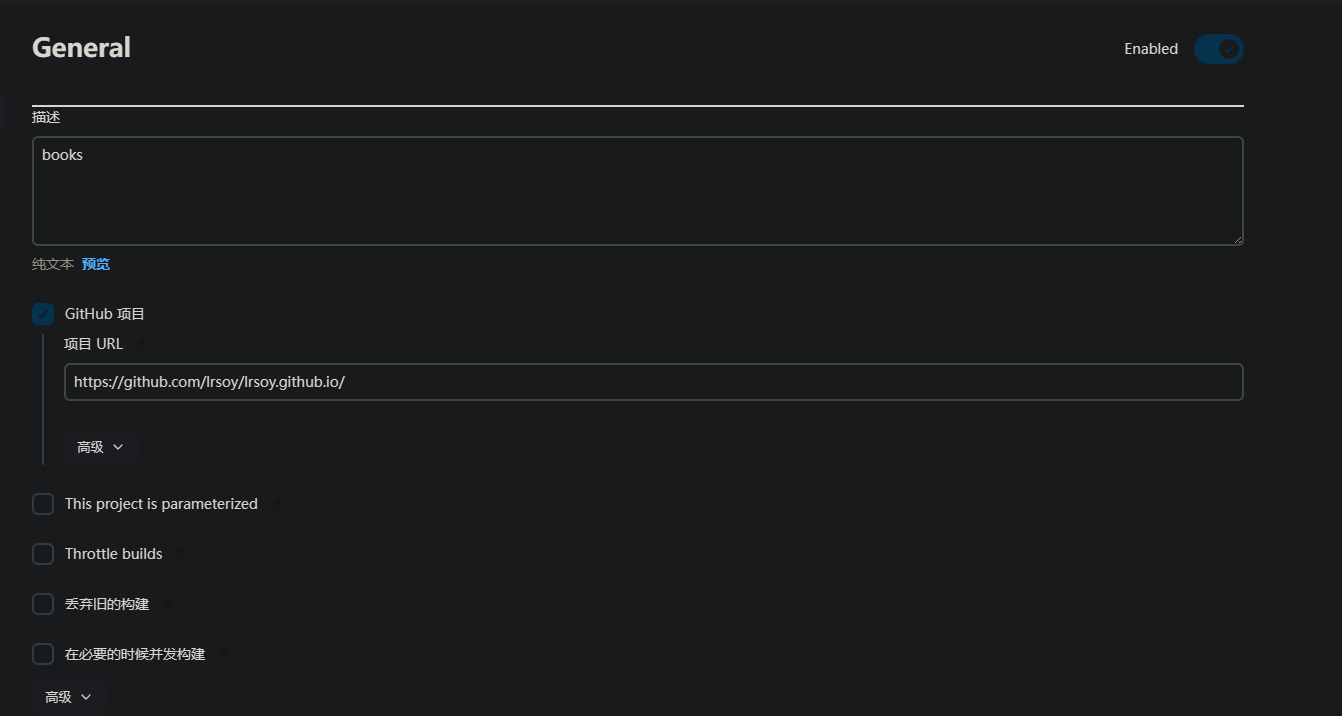 General
Enabled
描述
books
纯文本 预览
GitHub 项目
项目 URL ?
https://github.com/lrsoy/lrsoy.github.io/
高级
This project is parameterized ?
Throttle builds ?
丢弃旧的构建 ?
在必要的时候并发构建 ?
高级